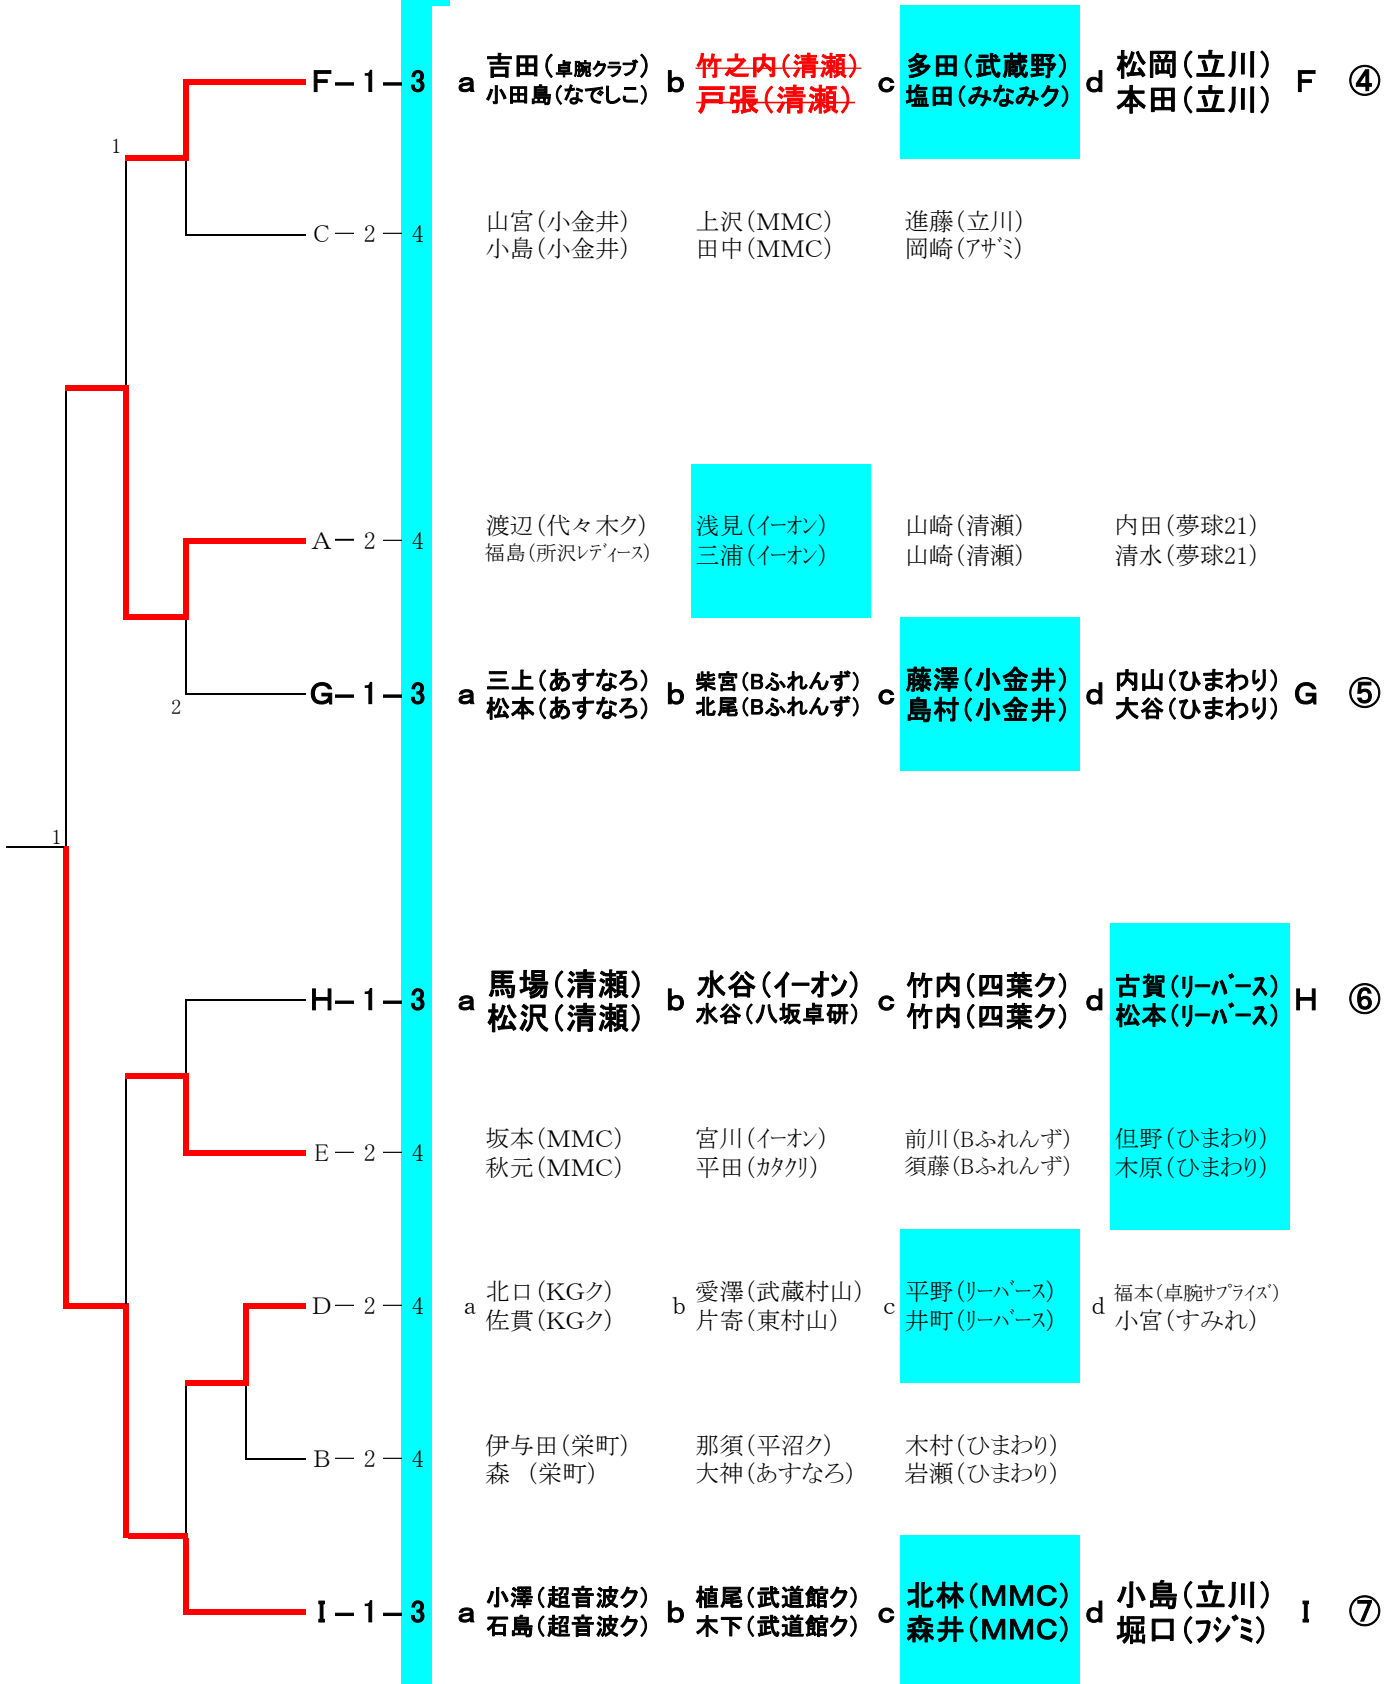 F－1－3 a 吉田（卓腕クラブ） b 竹之内（清瀬） c 多田（武蔵野） d 松岡（立川） F ④
小田島（なでしこ） 戸張（清瀬） 塩田（みなみク） 本田（立川）
1
C－2－4 山宮（小金井） 上沢（MMC） 進藤（立川）
小島（小金井） 田中（MMC） 岡崎（アザミ）
A－2－4 渡辺（代々木ク） 浅見（イーオン） 山崎（清瀬） 内田（夢球21）
福島（所沢レディース） 三浦（イーオン） 山崎（清瀬） 清水（夢球21）
G－1－3 a 三上（あすなろ） b 柴宮（Bふれんず） c 藤澤（小金井） d 内山（ひまわり） G ⑤
松本（あすなろ） 北尾（Bふれんず） 島村（小金井） 大谷（ひまわり）
2
1
H－1－3 a 馬場（清瀬） b 水谷（イーオン） c 竹内（四葉ク） d 古賀（リーバース） H ⑥
松沢（清瀬） 水谷（八坂卓研） 竹内（四葉ク） 松本（リーバース）
E－2－4 坂本（MMC） 宮川（イーオン） 前川（Bふれんず） 但野（ひまわり）
秋元（MMC） 平田（カタクリ） 須藤（Bふれんず） 木原（ひまわり）
D－2－4 a 北口（KGク） b 愛澤（武蔵村山） c 平野（リーバース） d 福本（卓腕サプライズ）
佐貫（KGク） 片寄（東村山） 井町（リーバース） 小宮（すみれ）
B－2－4 伊与田（栄町） 那須（平沼ク） 木村（ひまわり）
森　（栄町） 大神（あすなろ） 岩瀬（ひまわり）
I－1－3 a 小澤（超音波ク） b 植尾（武道館ク） c 北林（MMC） d 小島（立川） I ⑦
石島（超音波ク） 木下（武道館ク） 森井（MMC） 堀口（フジミ）